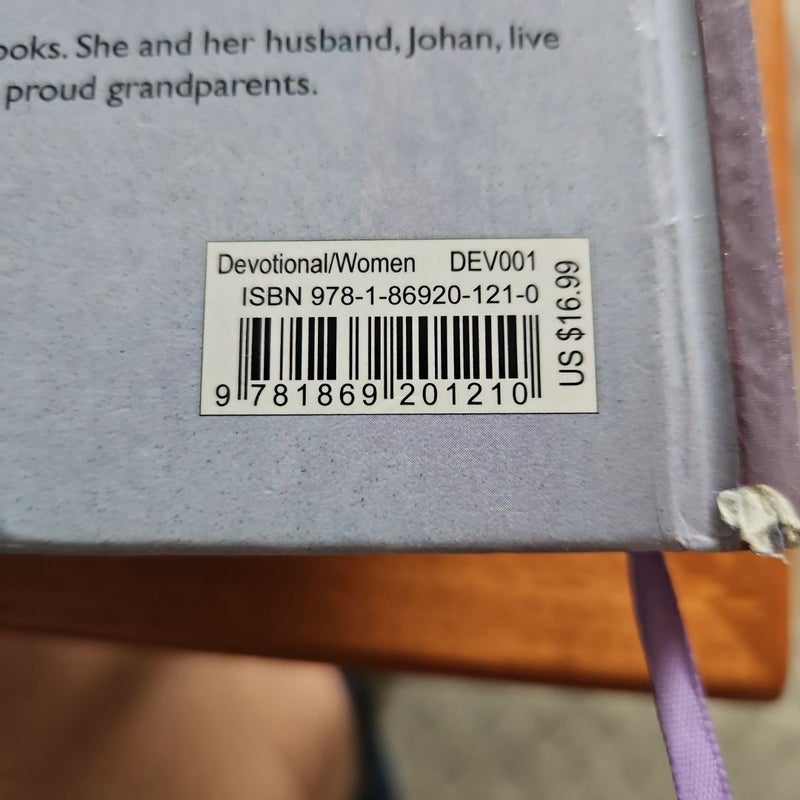 ooks. She and her husband, Johan, live
proud grandparents.
Devotional/Women DEV001
ISBN 978-1-86920-121-0
US $16.99
9 781869 201210